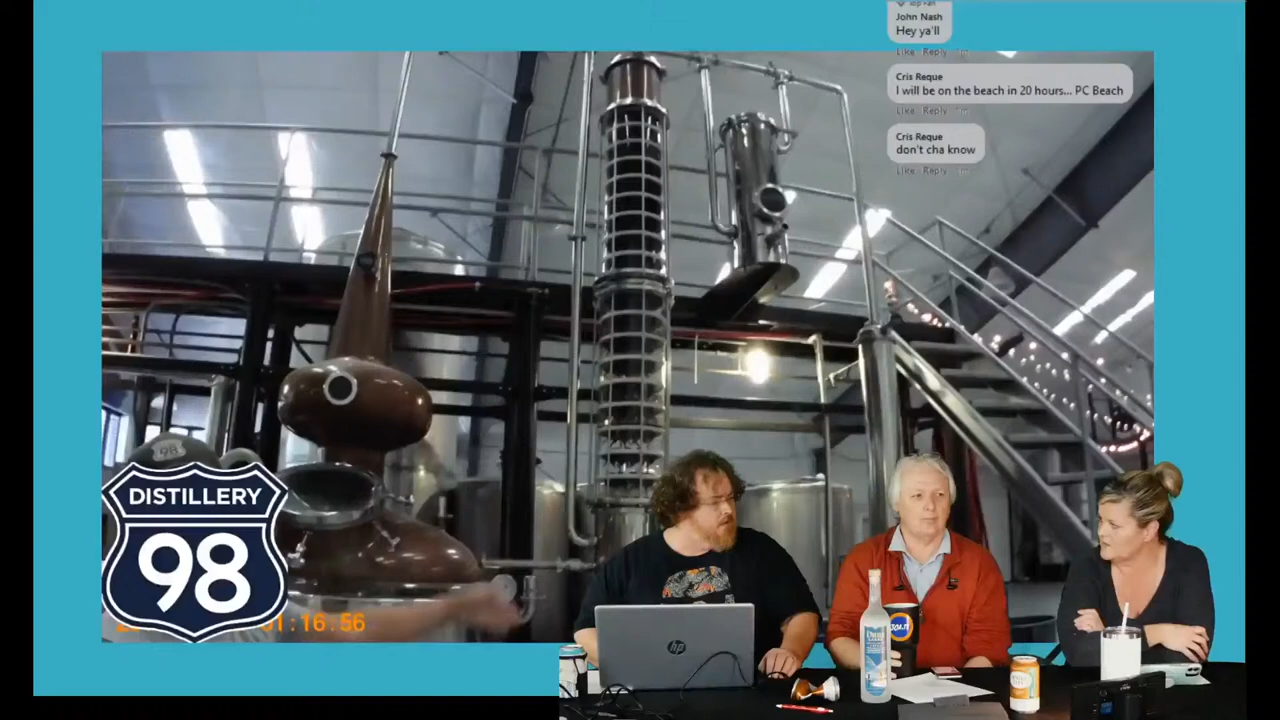 John Nash
Hey ya'll
Like Reply
Cris Reque
I will be on the beach in 20 hours... PC Beach
Like Reply
Cris Reque
don't cha know
Like Reply
98
DISTILLERY
98
:16:56
hp